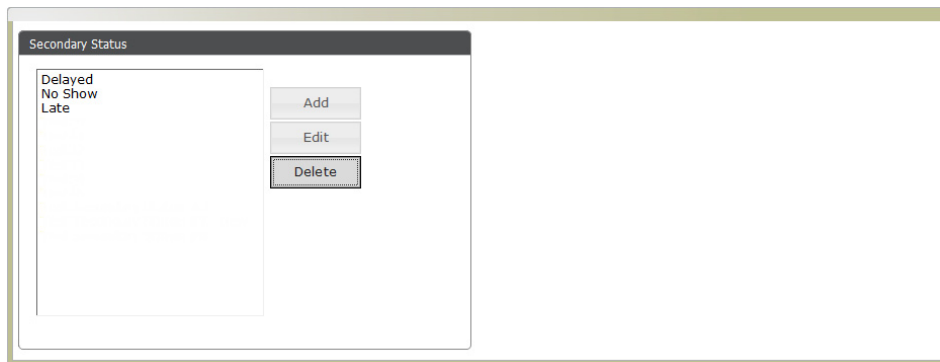 Secondary Status
Delayed
No Show
Late
Add
Edit
Delete